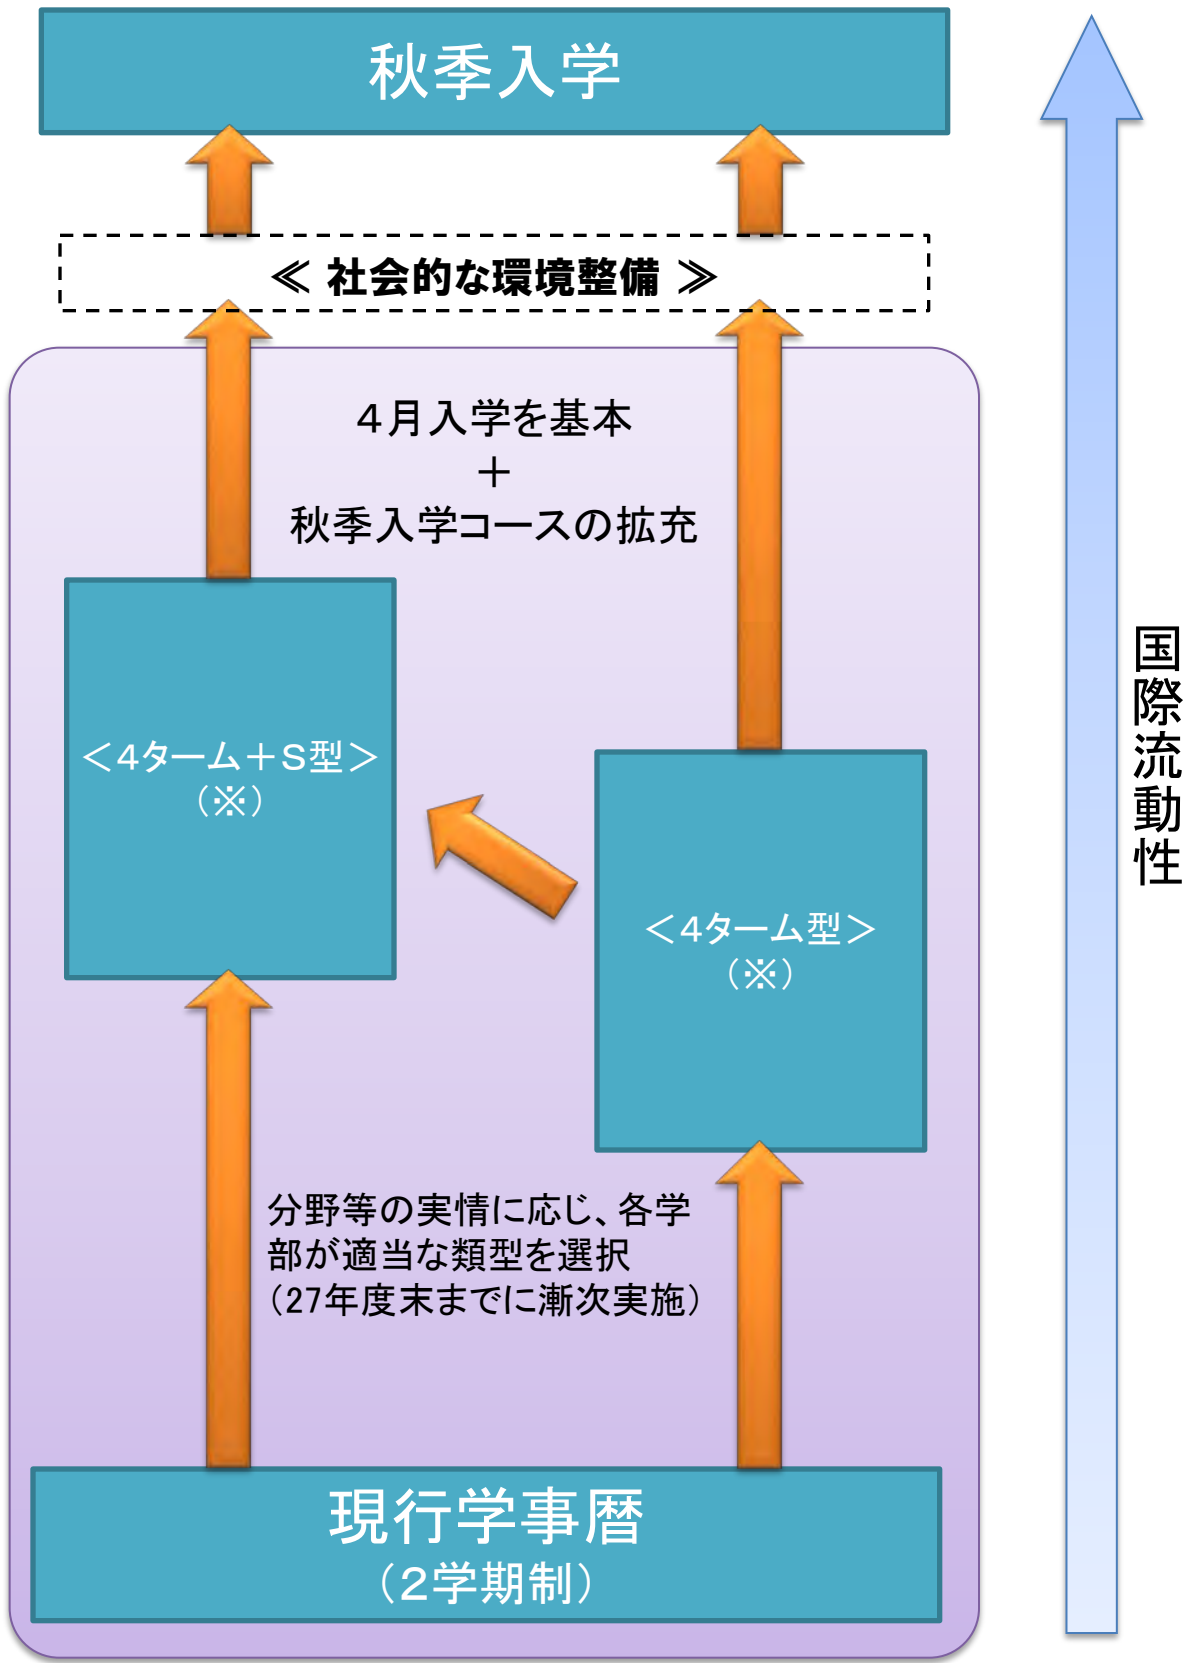 秋季入学
≪ 社会的な環境整備 ≫
４月入学を基本
＋
秋季入学コースの拡充
＜４ターム＋Ｓ型＞
（※）
＜４ターム型＞
（※）
分野等の実情に応じ、各学
部が適当な類型を選択
（27年度末までに漸次実施）
現行学事暦
（２学期制）
国際流動性